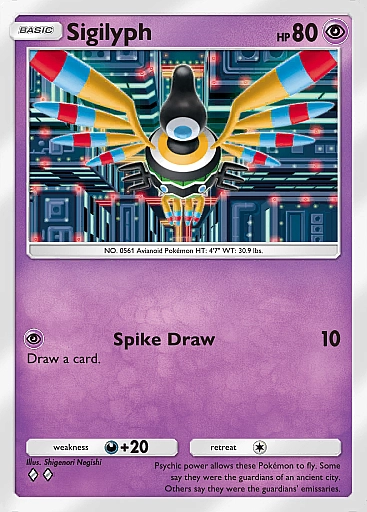 BASIC Sigilyph HP 80
NO. 0561 Avianoid Pokémon HT: 4'7" WT: 30.9 lbs.
Spike Draw 10
Draw a card.
weakness +20 retreat
Illus. Shigenori Negishi
Psychic power allows these Pokémon to fly. Some
say they were the guardians of an ancient city.
Others say they were the guardians' emissaries.